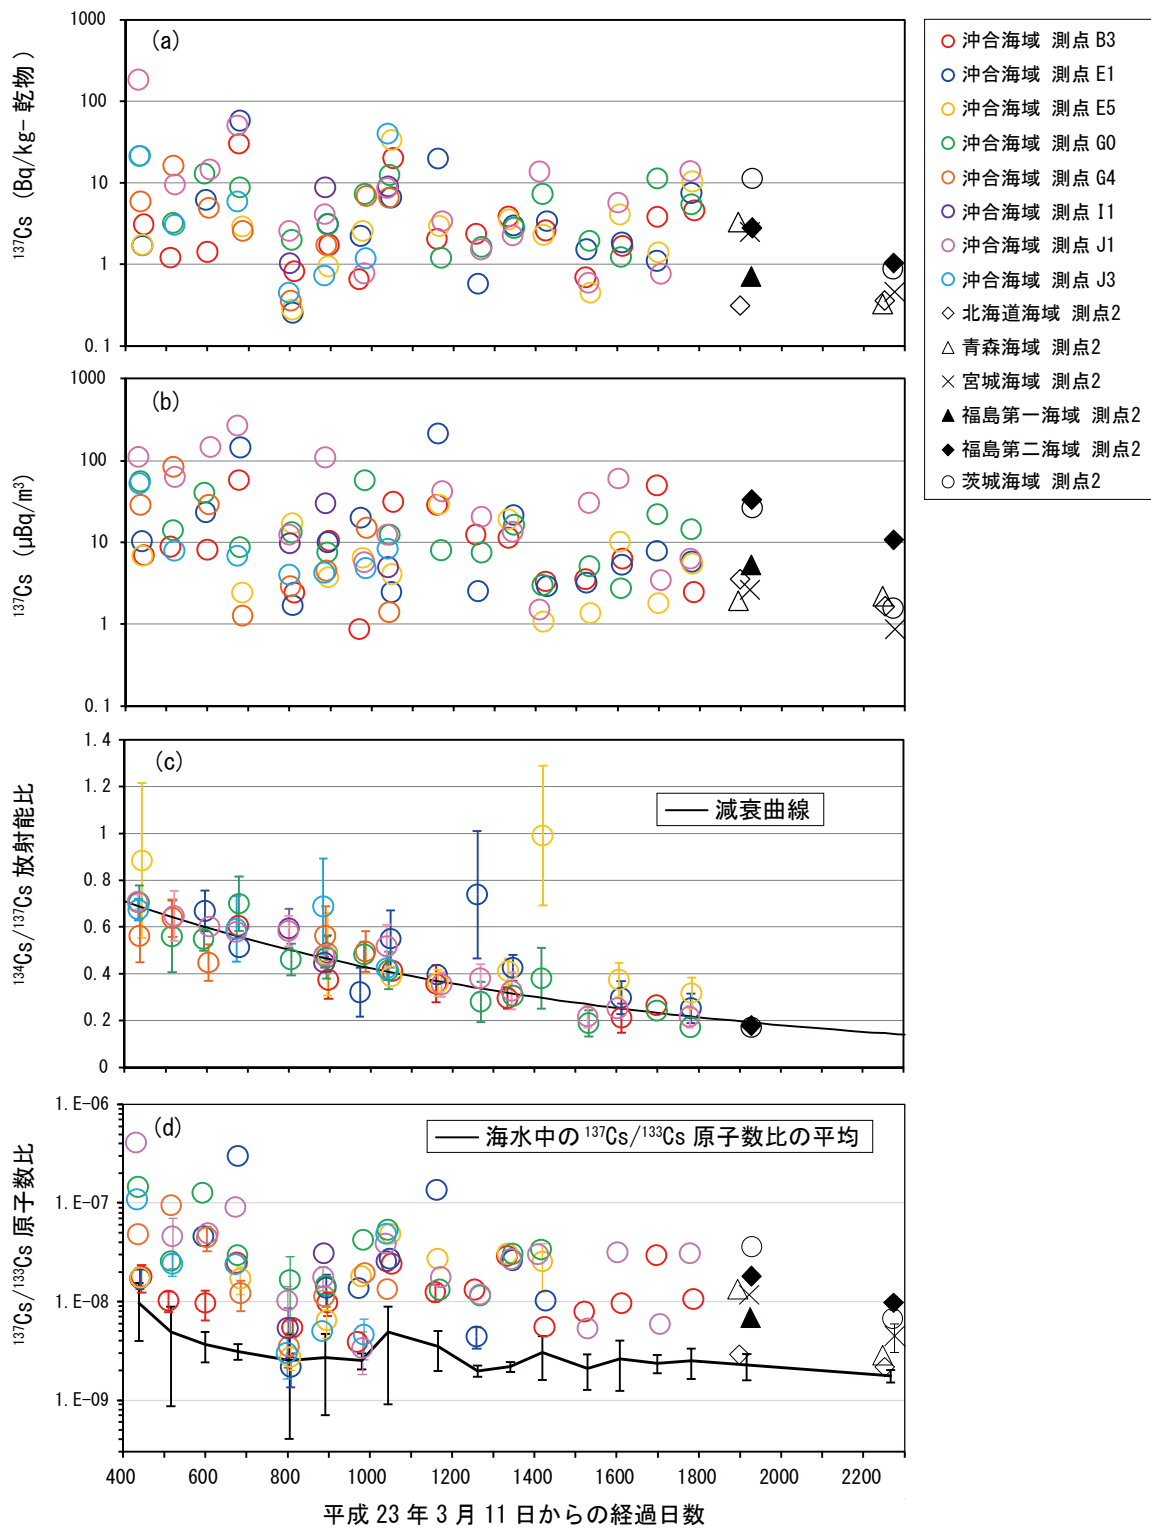 (a)
1000
100
10
1
0.1
¹³⁷Cs (Bq/kg-乾物)
沖合海域 測点 B3
沖合海域 測点 E1
沖合海域 測点 E5
沖合海域 測点 G0
沖合海域 測点 G4
沖合海域 測点 I1
沖合海域 測点 J1
沖合海域 測点 J3
北海道海域 測点2
青森海域 測点2
宮城海域 測点2
福島第一海域 測点2
福島第二海域 測点2
茨城海域 測点2
(b)
1000
100
10
1
0.1
¹³⁷Cs (μBq/m³)
(c)
1.4
1.2
1
0.8
0.6
0.4
0.2
0
¹³⁴Cs/¹³⁷Cs 放射能比
減衰曲線
(d)
1.E-06
1.E-07
1.E-08
1.E-09
¹³⁷Cs/¹³³Cs 原子数比
海水中の ¹³⁷Cs/¹³³Cs 原子数比の平均
400 600 800 1000 1200 1400 1600 1800 2000 2200
平成 23 年 3 月 11 日からの経過日数